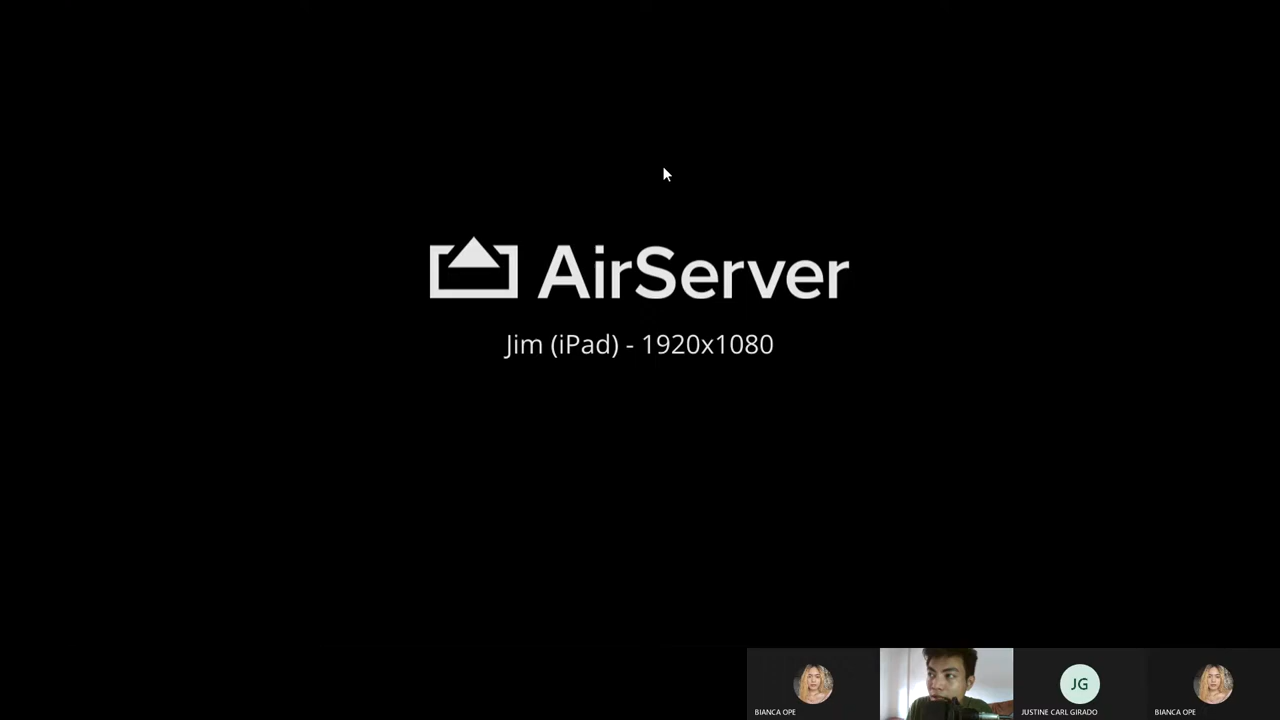 AirServer
Jim (iPad) - 1920x1080
BIANCA OPE
JG
JUSTINE CARL GIRADO
BIANCA OPE